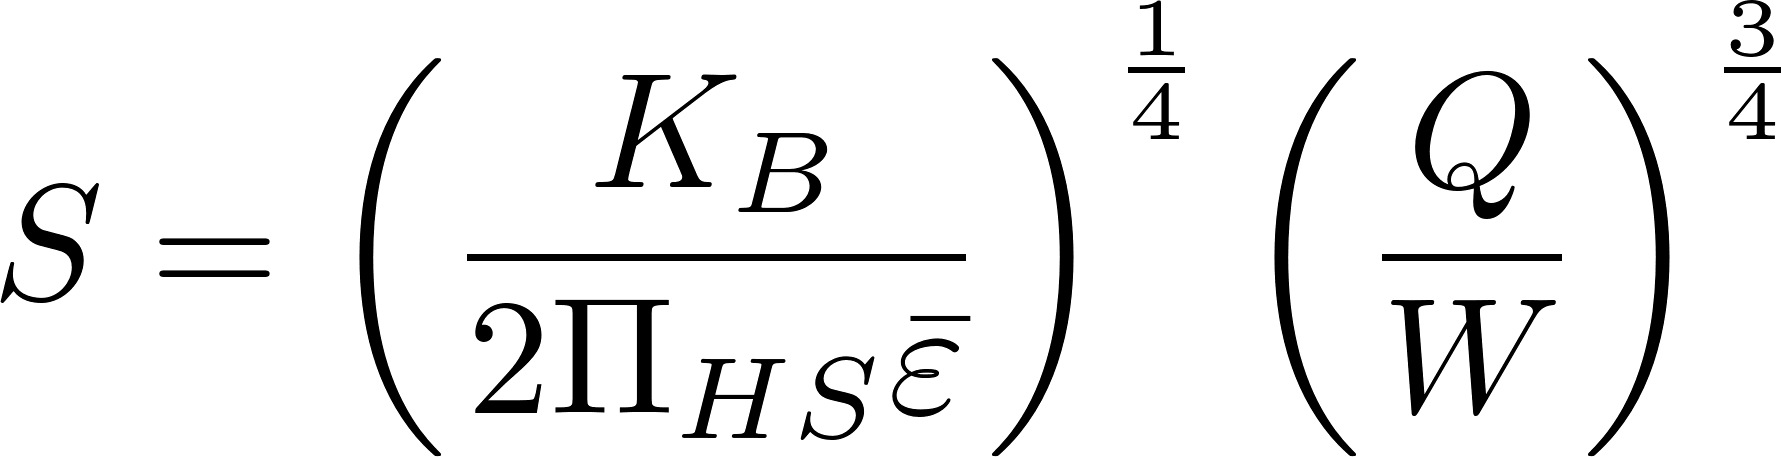 S = \left( \frac{K_B}{2\Pi_{HS}\bar{\varepsilon}} \right)^{\frac{1}{4}} \left( \frac{Q}{W} \right)^{\frac{3}{4}}